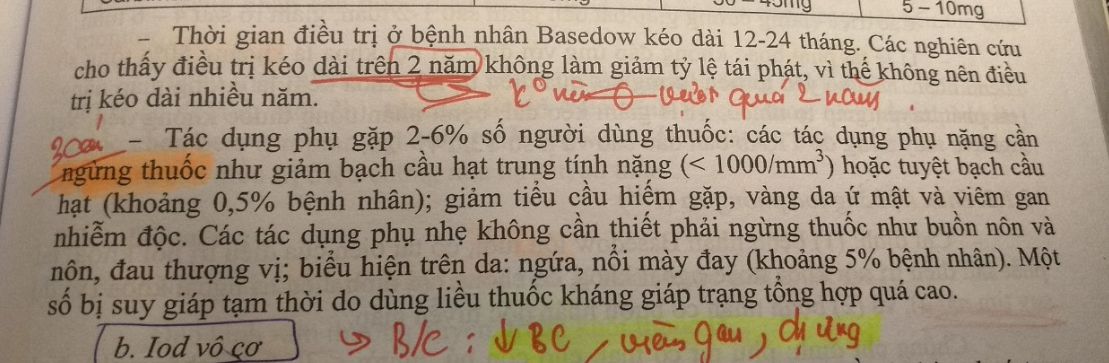 5 – 10mg
– Thời gian điều trị ở bệnh nhân Basedow kéo dài 12-24 tháng. Các nghiên cứu
cho thấy điều trị kéo dài trên 2 năm không làm giảm tỷ lệ tái phát, vì thế không nên điều
trị kéo dài nhiều năm.
k° nên vượt quá 2 năm.
– Tác dụng phụ gặp 2-6% số người dùng thuốc: các tác dụng phụ nặng cần
ngừng thuốc như giảm bạch cầu hạt trung tính nặng (< 1000/mm³) hoặc tuyệt bạch cầu
hạt (khoảng 0,5% bệnh nhân); giảm tiểu cầu hiếm gặp, vàng da ứ mật và viêm gan
nhiễm độc. Các tác dụng phụ nhẹ không cần thiết phải ngừng thuốc như buồn nôn và
nôn, đau thượng vị; biểu hiện trên da: ngứa, nổi mày đay (khoảng 5% bệnh nhân). Một
số bị suy giáp tạm thời do dùng liều thuốc kháng giáp trạng tổng hợp quá cao.
↳ B/C : ↓ BC, viêm gan, dị ứng
b. Iod vô cơ